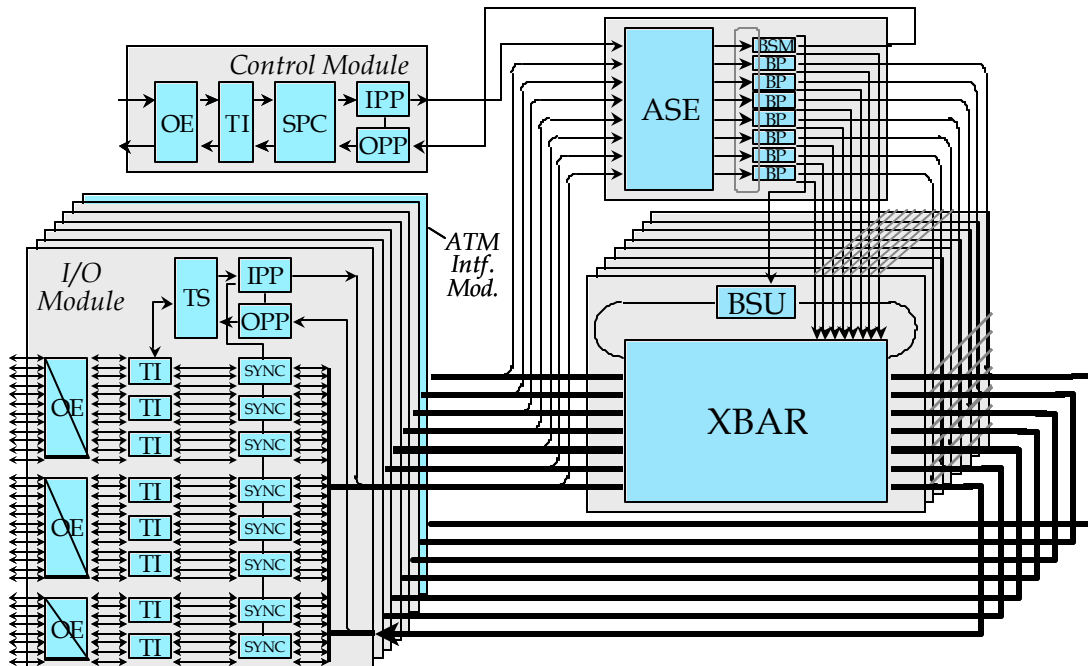 Control Module
OE
TI
SPC
IPP
OPP
ASE
BSM
BP
BP
BP
BP
BP
BP
BP
ATM
Intf.
Mod.
I/O
Module
TS
IPP
OPP
BSU
XBAR
OE
TI
SYNC
TI
SYNC
TI
SYNC
OE
TI
SYNC
TI
SYNC
TI
SYNC
OE
TI
SYNC
TI
SYNC